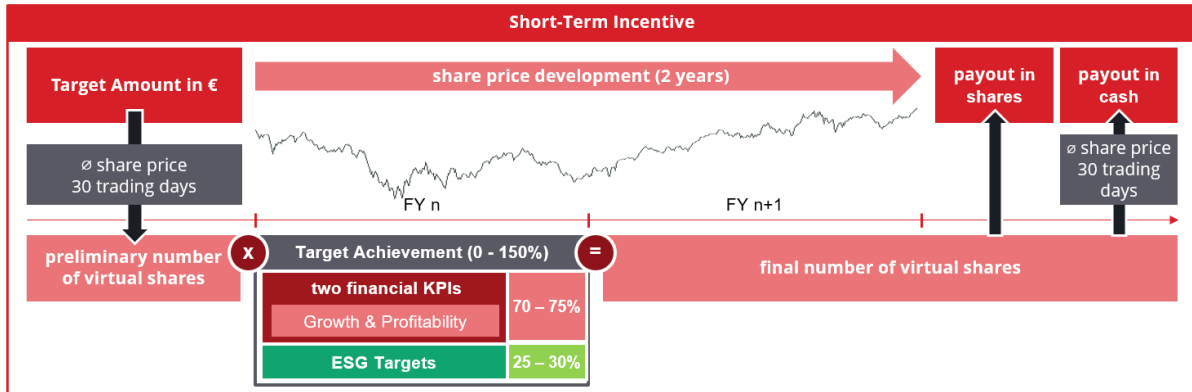 Short-Term Incentive
Target Amount in €
share price development (2 years)
payout in
shares
payout in
cash
ø share price
30 trading days
ø share price
30 trading
days
FY n
FY n+1
preliminary number
of virtual shares
x
Target Achievement (0 - 150%)
=
final number of virtual shares
two financial KPIs
Growth & Profitability
70 – 75%
ESG Targets
25 – 30%